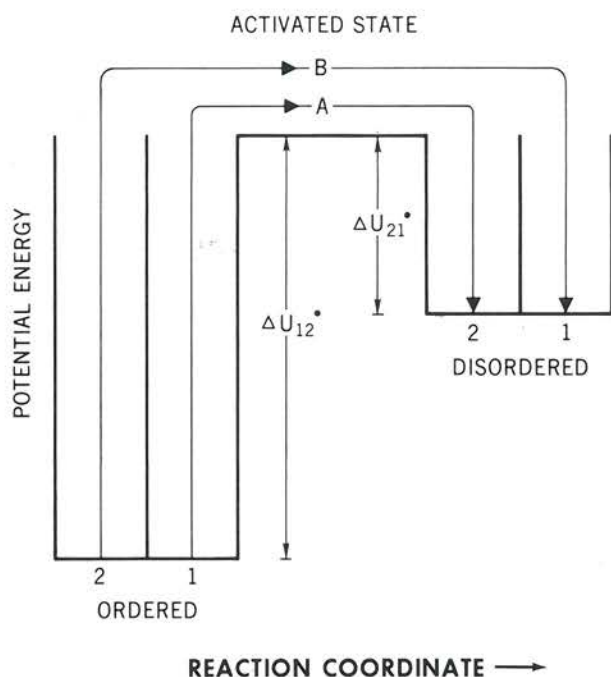 ACTIVATED STATE
B
A
POTENTIAL ENERGY
ΔU₂₁•
ΔU₁₂•
2 1
DISORDERED
2 1
ORDERED
REACTION COORDINATE